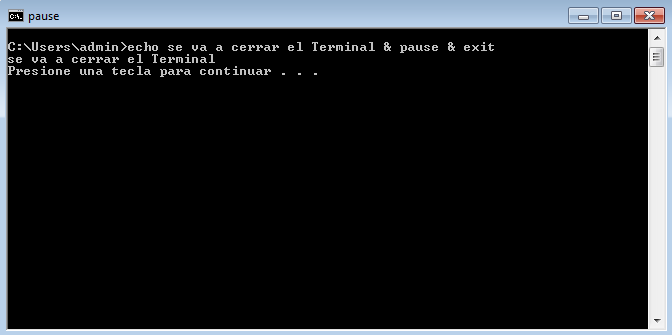 pause
C:\Users\admin>echo se va a cerrar el Terminal & pause & exit
se va a cerrar el Terminal
Presione una tecla para continuar . . .